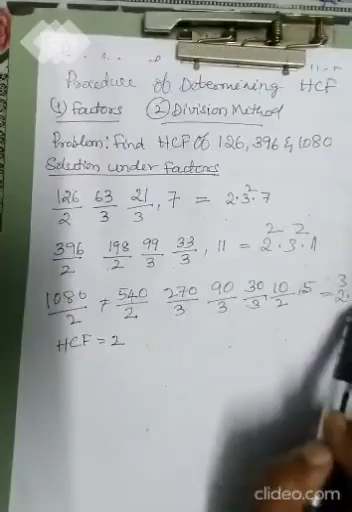 Procedure of Determining HCF
(1) Factors (2) Division Method
Problem: Find HCF Of 126, 396 & 1080
Solution under factors
126/2 63/3 21/3, 7 = 2·3²·7
396/2 198/2 99/3 33/3, 11 = 2²·3²·11
1080/2 540/2 270/3 90/3 30/3 10/2, 5 = 2³·
HCF = 2
clideo.com